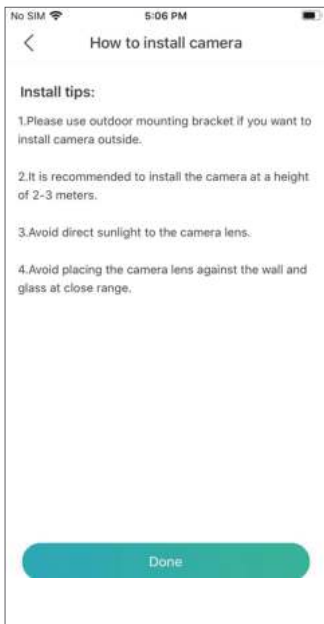 No SIM 5:06 PM
How to install camera
Install tips:
1.Please use outdoor mounting bracket if you want to
install camera outside.
2.It is recommended to install the camera at a height
of 2-3 meters.
3.Avoid direct sunlight to the camera lens.
4.Avoid placing the camera lens against the wall and
glass at close range.
Done